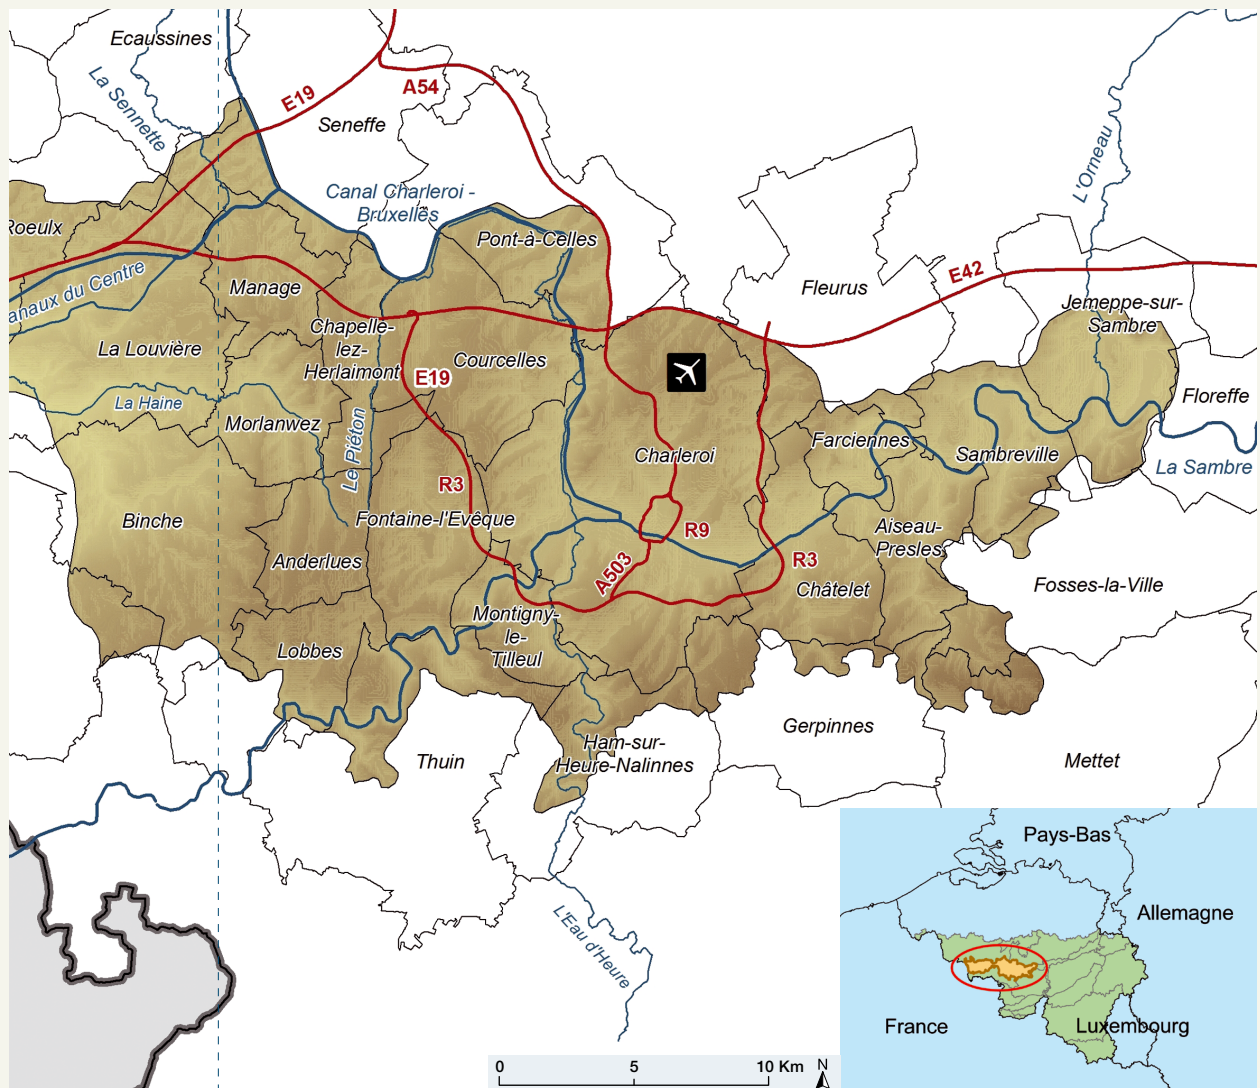 Ecaussines
La Sennette
E19
A54
Seneffe
L'Orneau
Canal Charleroi -
Bruxelles
Roeulx
Pont-à-Celles
E42
anaux du Centre
Manage
Fleurus
Jemeppe-sur-
Sambre
Chapelle-
lez-
Herlaimont
La Louvière
Courcelles
E19
La Haine
Floreffe
Morlanwez
Le Piéton
Farciennes
Charleroi
Sambreville
La Sambre
R3
Binche
Fontaine-l'Evêque
R9
Aiseau-
Presles
Anderlues
A503
R3
Châtelet
Fosses-la-Ville
Montigny-
le-
Tilleul
Lobbes
Gerpinnes
Thuin
Ham-sur-
Heure-Nalinnes
Mettet
L'Eau d'Heure
Pays-Bas
Allemagne
France
Luxembourg
0 5 10 Km N